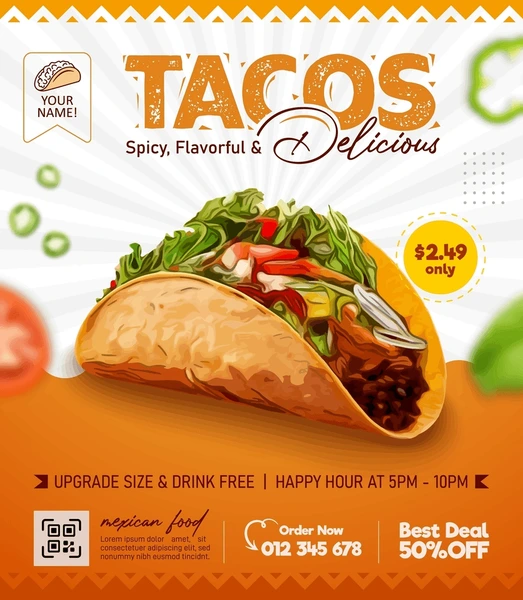 YOUR
NAME!
TACOS
Spicy, Flavorful & Delicious
$2.49
only
UPGRADE SIZE & DRINK FREE | HAPPY HOUR AT 5PM - 10PM
mexican food
Lorem ipsum dolor amet, sit
consectetuer adipiscing elit, sed
nonummy nibh euismod tincidnt.
Order Now
012 345 678
Best Deal
50%OFF